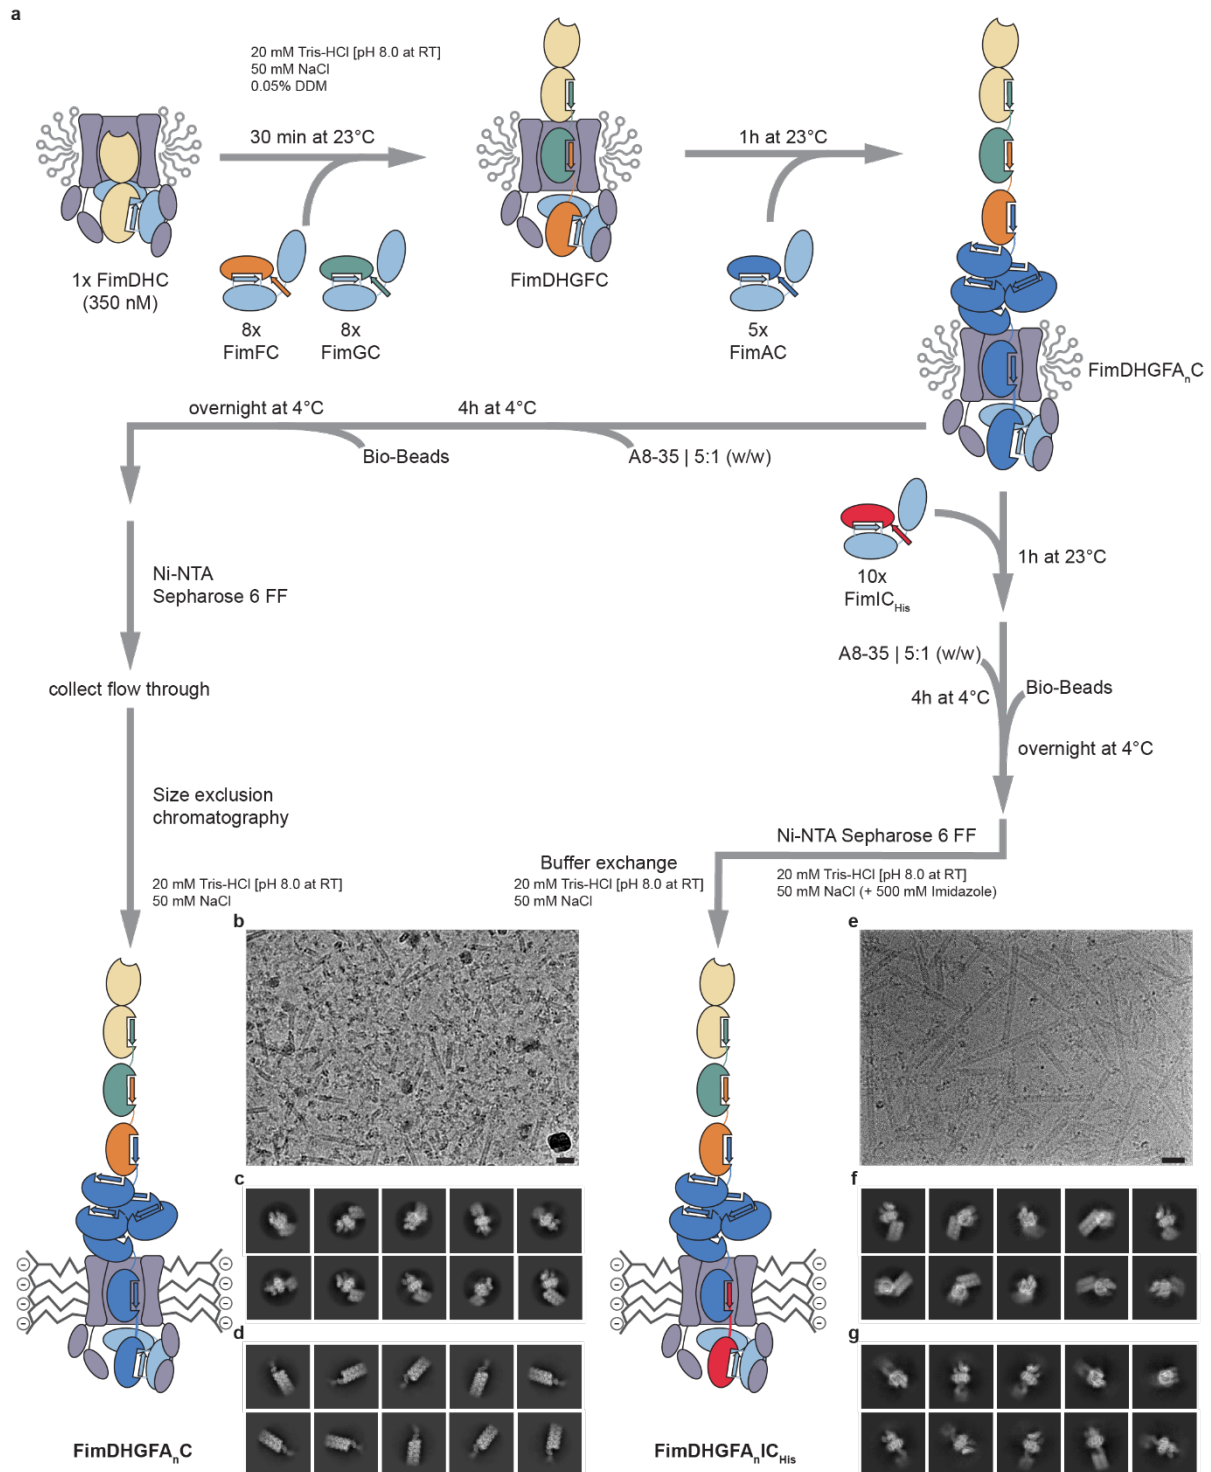 a
20 mM Tris-HCl [pH 8.0 at RT]
50 mM NaCl
0.05% DDM
30 min at 23°C
1h at 23°C
1x FimDHC
(350 nM)
8x
FimFC
8x
FimGC
FimDHGFC
5x
FimAC
FimDHGFAₙC
overnight at 4°C
4h at 4°C
Bio-Beads
A8-35 | 5:1 (w/w)
Ni-NTA
Sepharose 6 FF
collect flow through
Size exclusion
chromatography
20 mM Tris-HCl [pH 8.0 at RT]
50 mM NaCl
10x
FimIC_His
1h at 23°C
A8-35 | 5:1 (w/w)
4h at 4°C
Bio-Beads
overnight at 4°C
Ni-NTA Sepharose 6 FF
20 mM Tris-HCl [pH 8.0 at RT]
50 mM NaCl (+ 500 mM Imidazole)
Buffer exchange
20 mM Tris-HCl [pH 8.0 at RT]
50 mM NaCl
b
c
d
e
f
g
FimDHGFAₙC
FimDHGFAₙIC_His